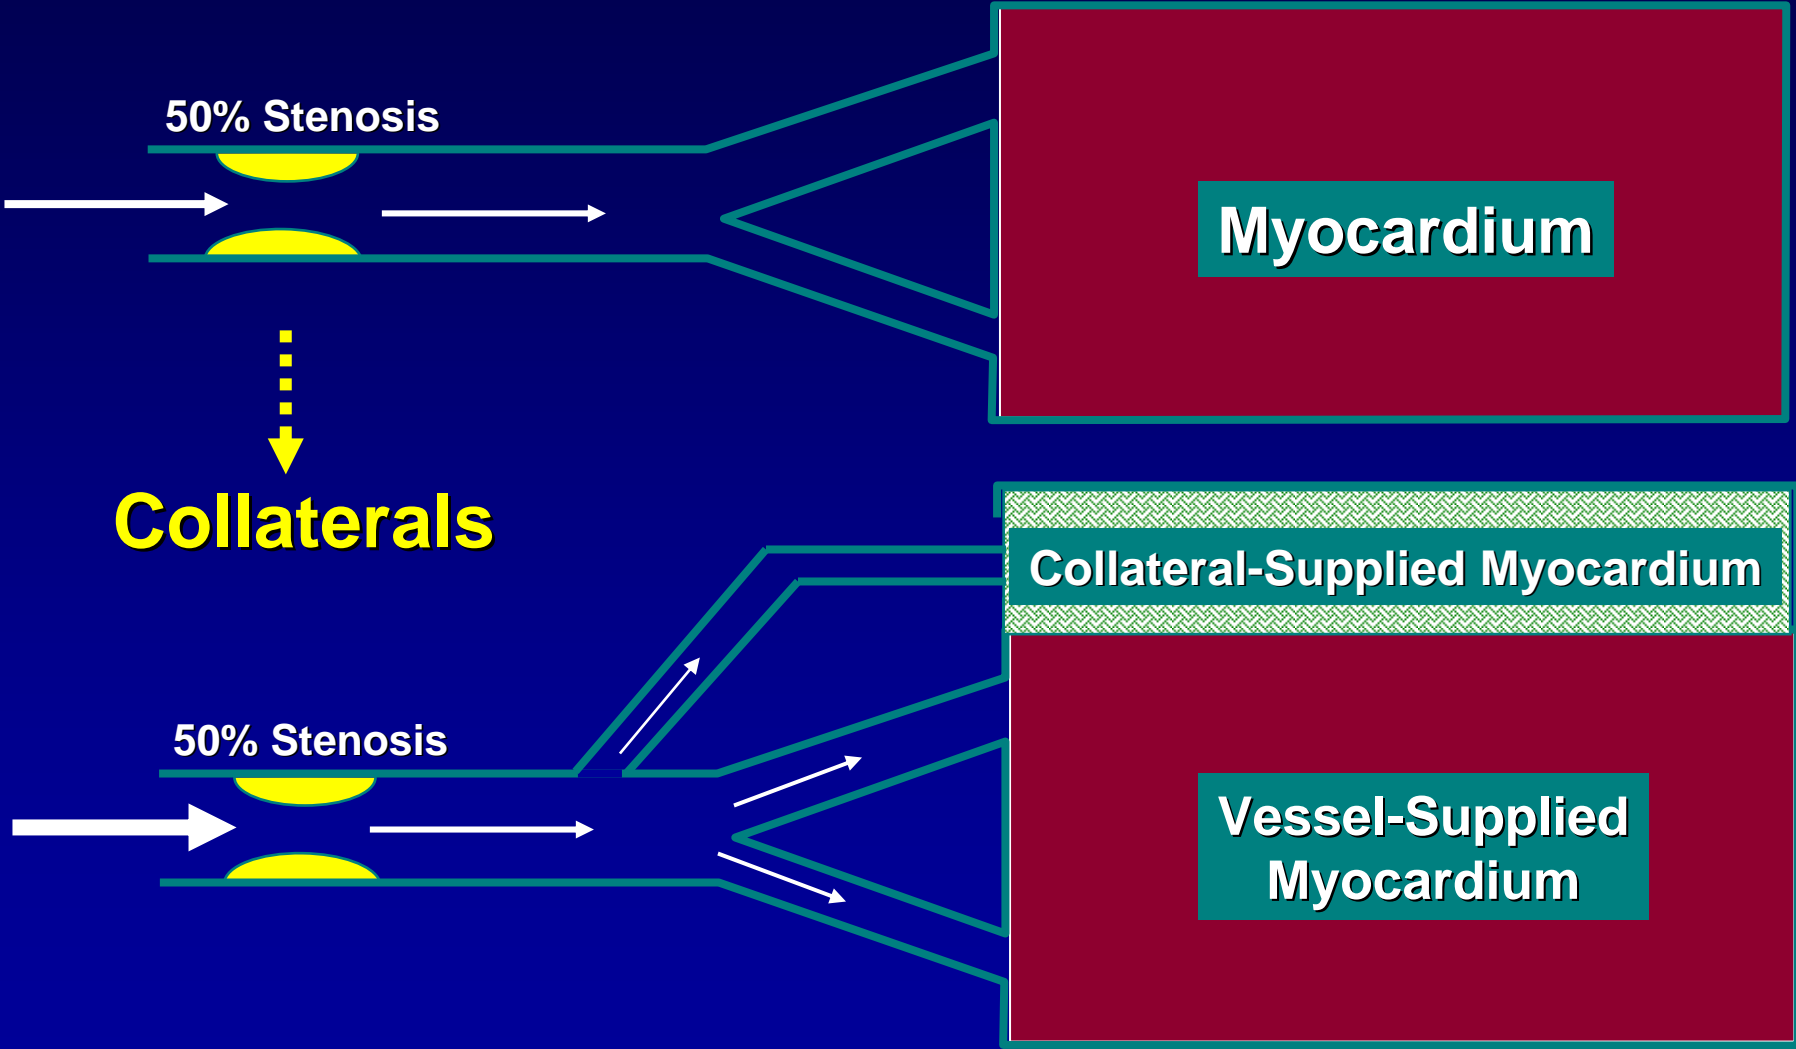 50% Stenosis
Myocardium
Collaterals
Collateral-Supplied Myocardium
50% Stenosis
Vessel-Supplied
Myocardium